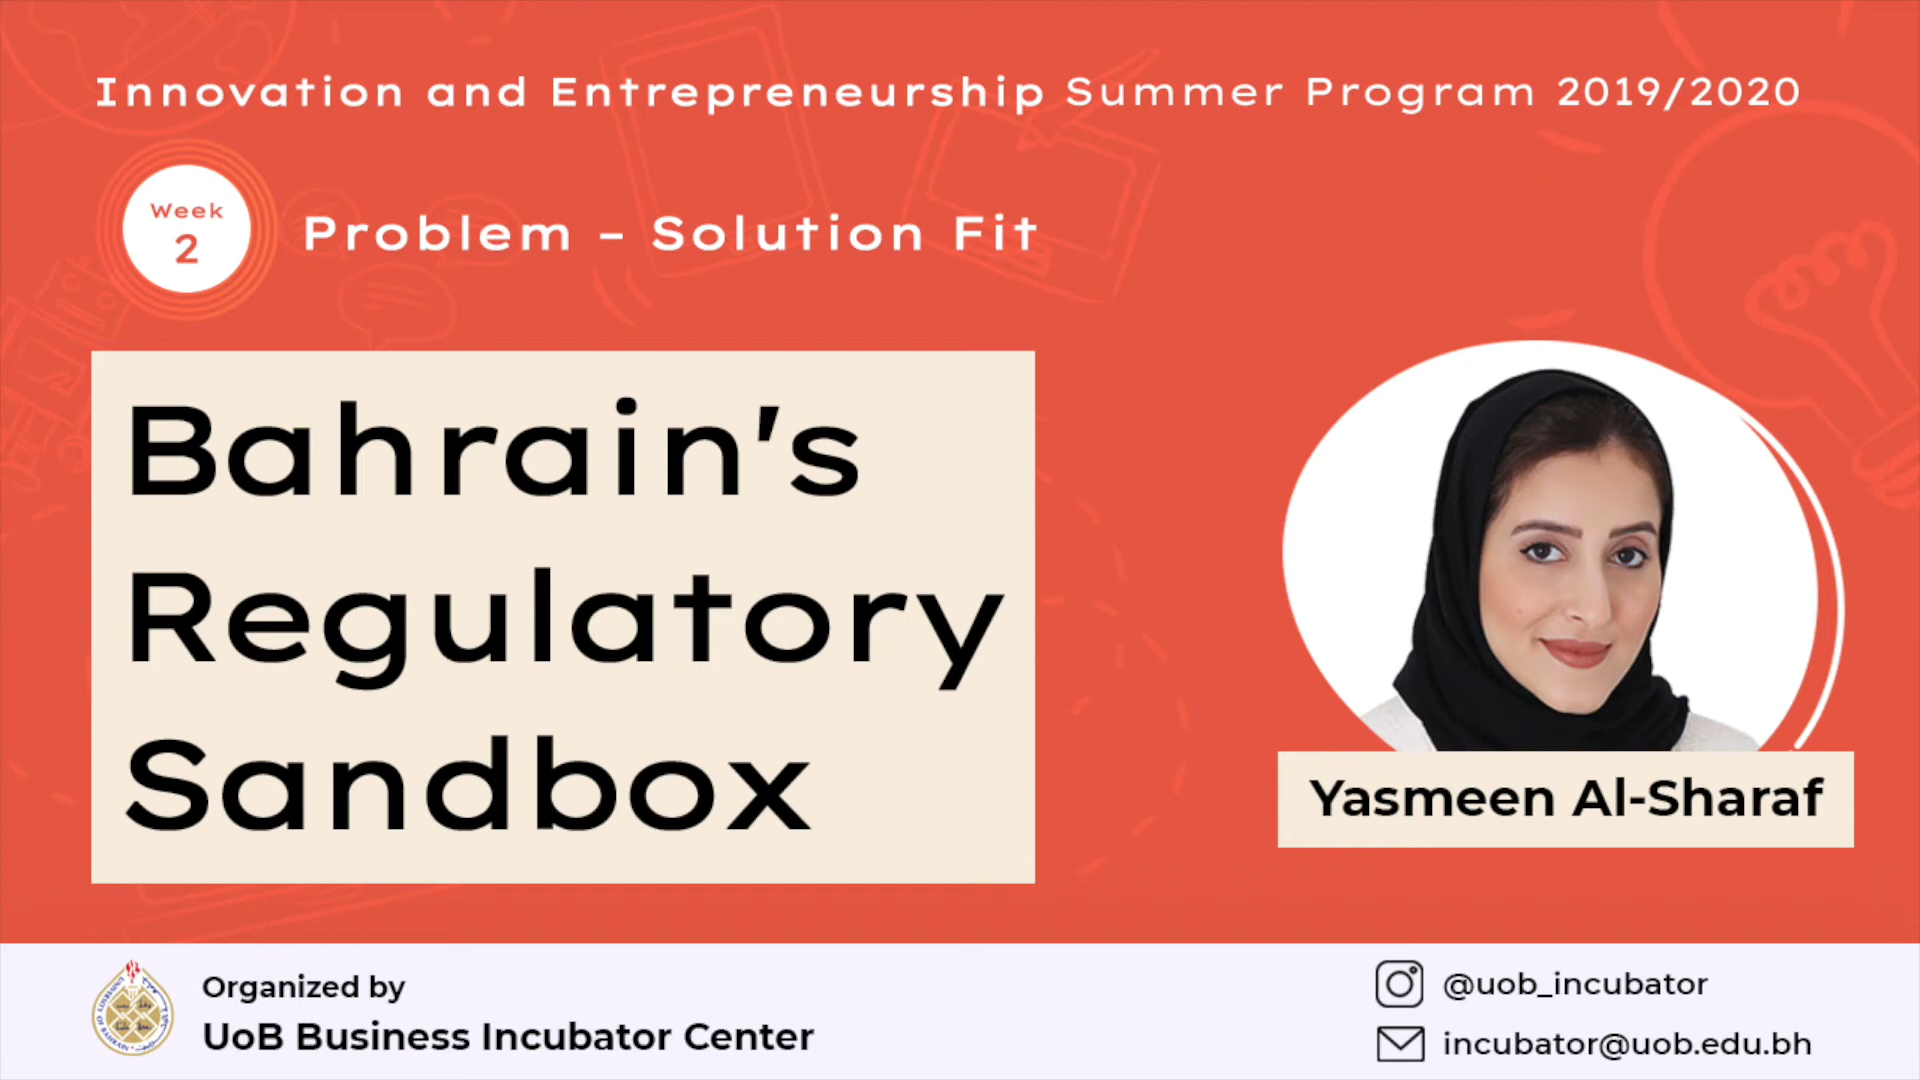 Innovation and Entrepreneurship Summer Program 2019/2020
Week
2
Problem – Solution Fit
Bahrain's
Regulatory
Sandbox
Yasmeen Al-Sharaf
Organized by
UoB Business Incubator Center
@uob_incubator
incubator@uob.edu.bh